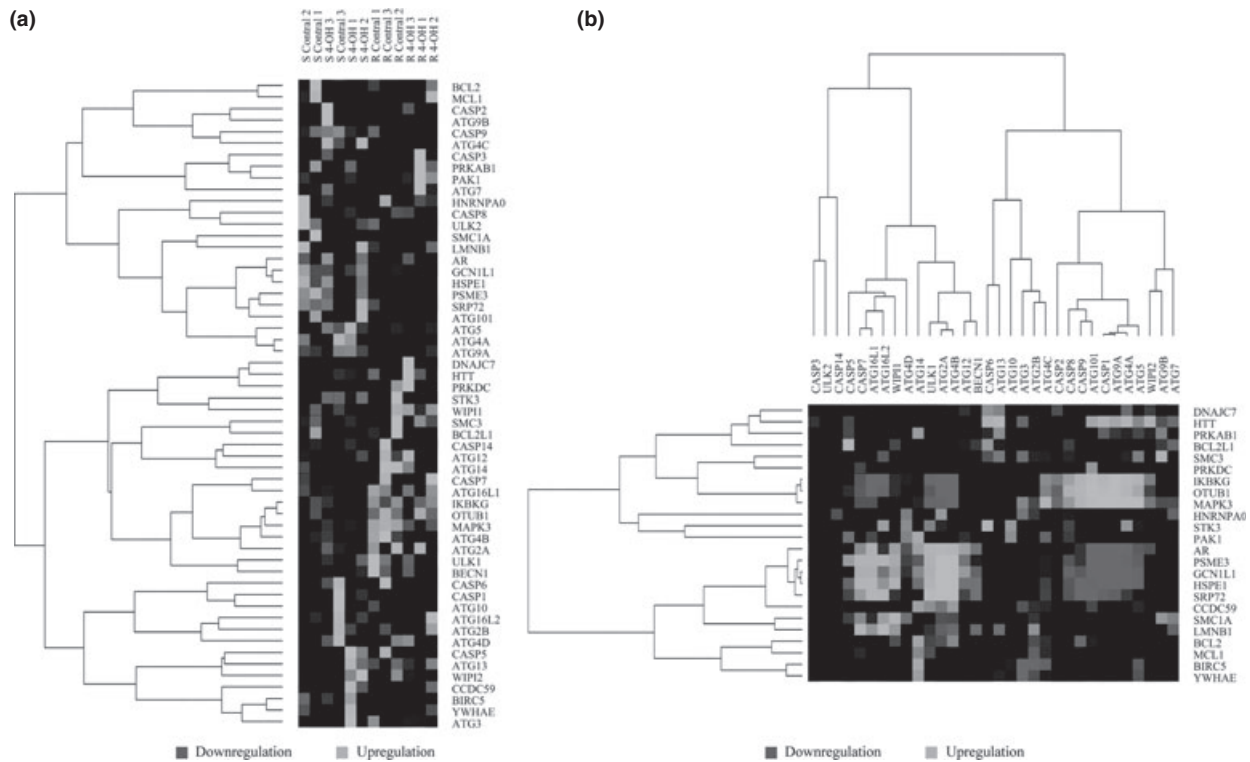 (a)
S Contral 2
S Contral 1
S 4-OH 3
S Contral 3
S 4-OH 1
S 4-OH 2
R Contral 1
R Contral 3
R Contral 2
R 4-OH 3
R 4-OH 1
R 4-OH 2
BCL2
MCL1
CASP2
ATG9B
CASP9
ATG4C
CASP3
PRKAB1
PAK1
ATG7
HNRNPA0
CASP8
ULK2
SMC1A
LMNB1
AR
GCN1L1
HSPE1
PSME3
SRP72
ATG101
ATG5
ATG4A
ATG9A
DNAJC7
HTT
PRKDC
STK3
WIPI1
SMC3
BCL2L1
CASP14
ATG12
ATG14
CASP7
ATG16L1
IKBKG
OTUB1
MAPK3
ATG4B
ATG2A
ULK1
BECN1
CASP6
CASP1
ATG10
ATG16L2
ATG2B
ATG4D
CASP5
ATG13
WIPI2
CCDC59
BIRC5
YWHAE
ATG3
Downregulation
Upregulation
(b)
CASP3
ULK2
CASP14
CASP5
CASP7
ATG16L1
ATG16L2
WIPI1
ATG4D
ATG14
ULK1
ATG2A
ATG4B
ATG12
BECN1
CASP6
ATG13
ATG10
ATG3
ATG2B
ATG4C
CASP2
CASP8
CASP9
ATG101
CASP1
ATG9A
ATG4A
ATG5
WIPI2
ATG9B
ATG7
DNAJC7
HTT
PRKAB1
BCL2L1
SMC3
PRKDC
IKBKG
OTUB1
MAPK3
HNRNPA0
STK3
PAK1
AR
PSME3
GCN1L1
HSPE1
SRP72
CCDC59
SMC1A
LMNB1
BCL2
MCL1
BIRC5
YWHAE
Downregulation
Upregulation